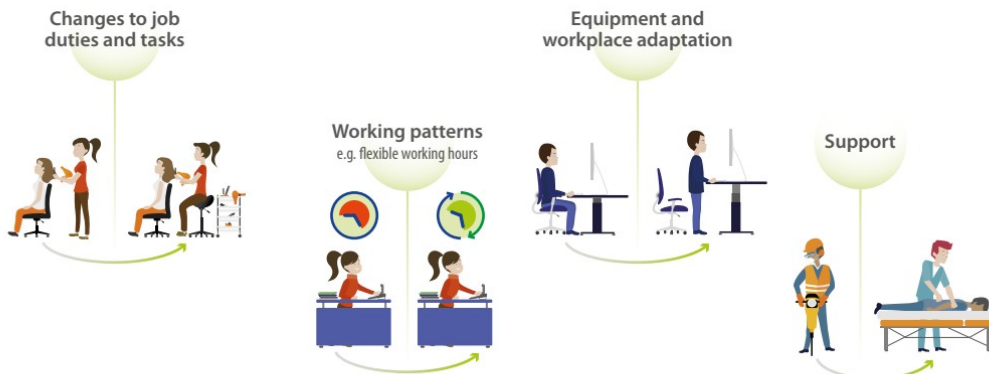 Changes to job
duties and tasks
Working patterns
e.g. flexible working hours
Equipment and
workplace adaptation
Support